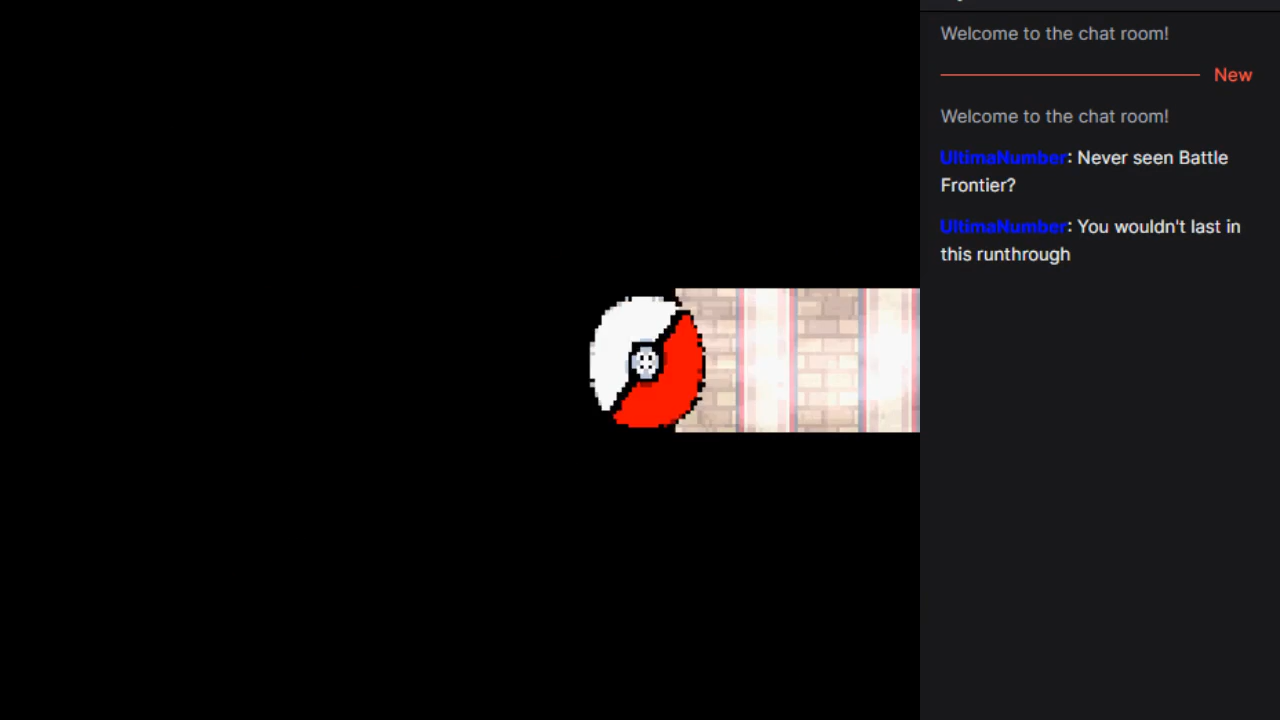 Welcome to the chat room!
New
Welcome to the chat room!
UltimaNumber: Never seen Battle
Frontier?
UltimaNumber: You wouldn't last in
this runthrough